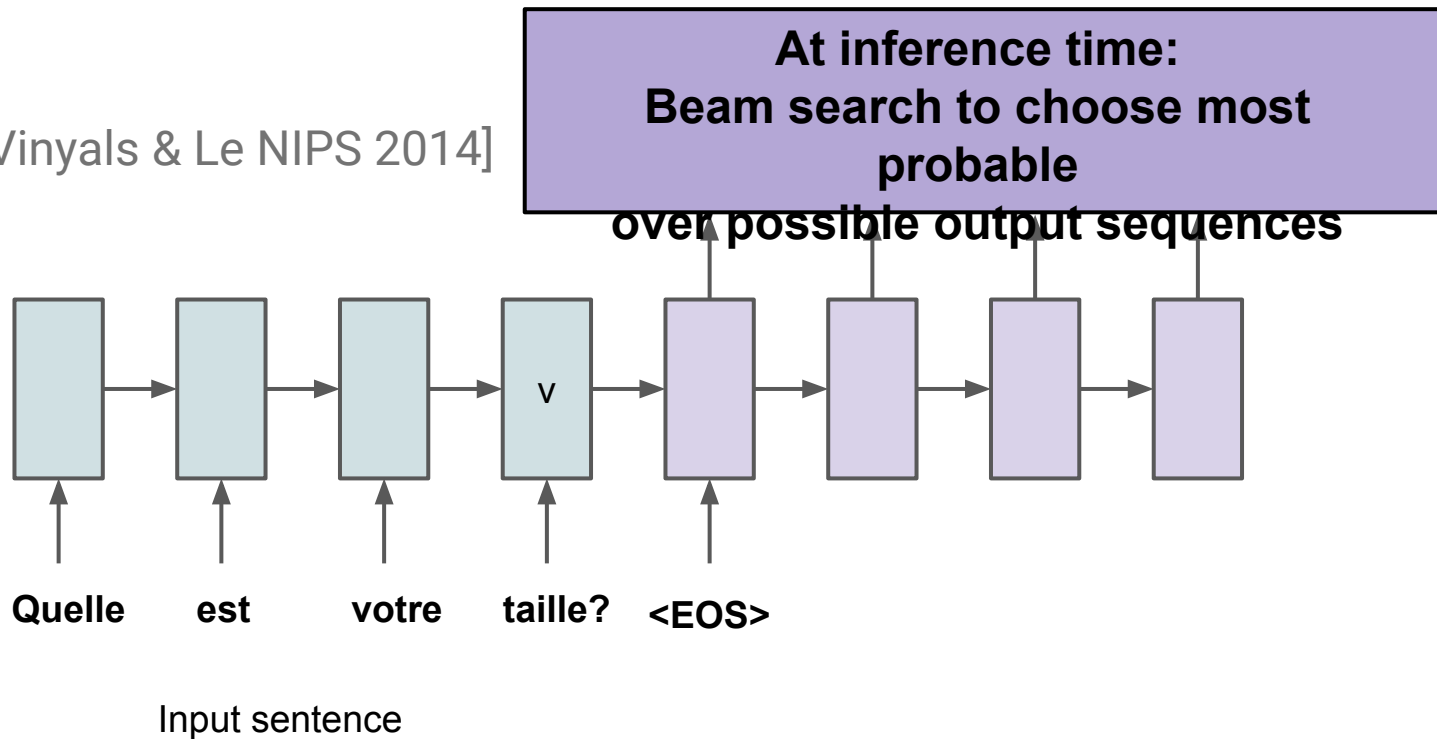 At inference time:
Beam search to choose most
probable
over possible output sequences
Vinyals & Le NIPS 2014]
v
Quelle est votre taille? <EOS>
Input sentence